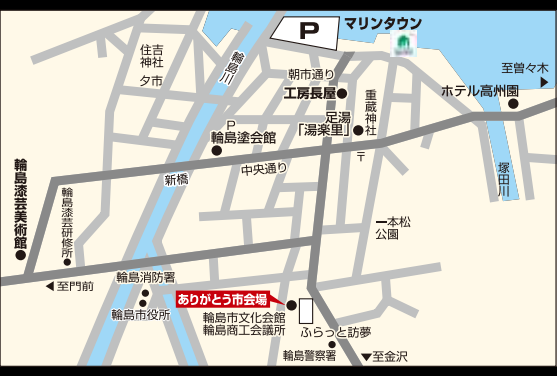 P
マリンタウン
住吉
神社
夕市
輪島川
朝市通り
工房長屋
重蔵神社
至曽々木
ホテル高州園
P
輪島塗会館
足湯
「湯楽里」
〒
中央通り
新橋
塚田川
輪島漆芸美術館
輪島漆芸研修所
一本松
公園
至門前
輪島消防署
輪島市役所
ありがとう市会場
輪島市文化会館
輪島商工会議所
ふらっと訪夢
輪島警察署
至金沢